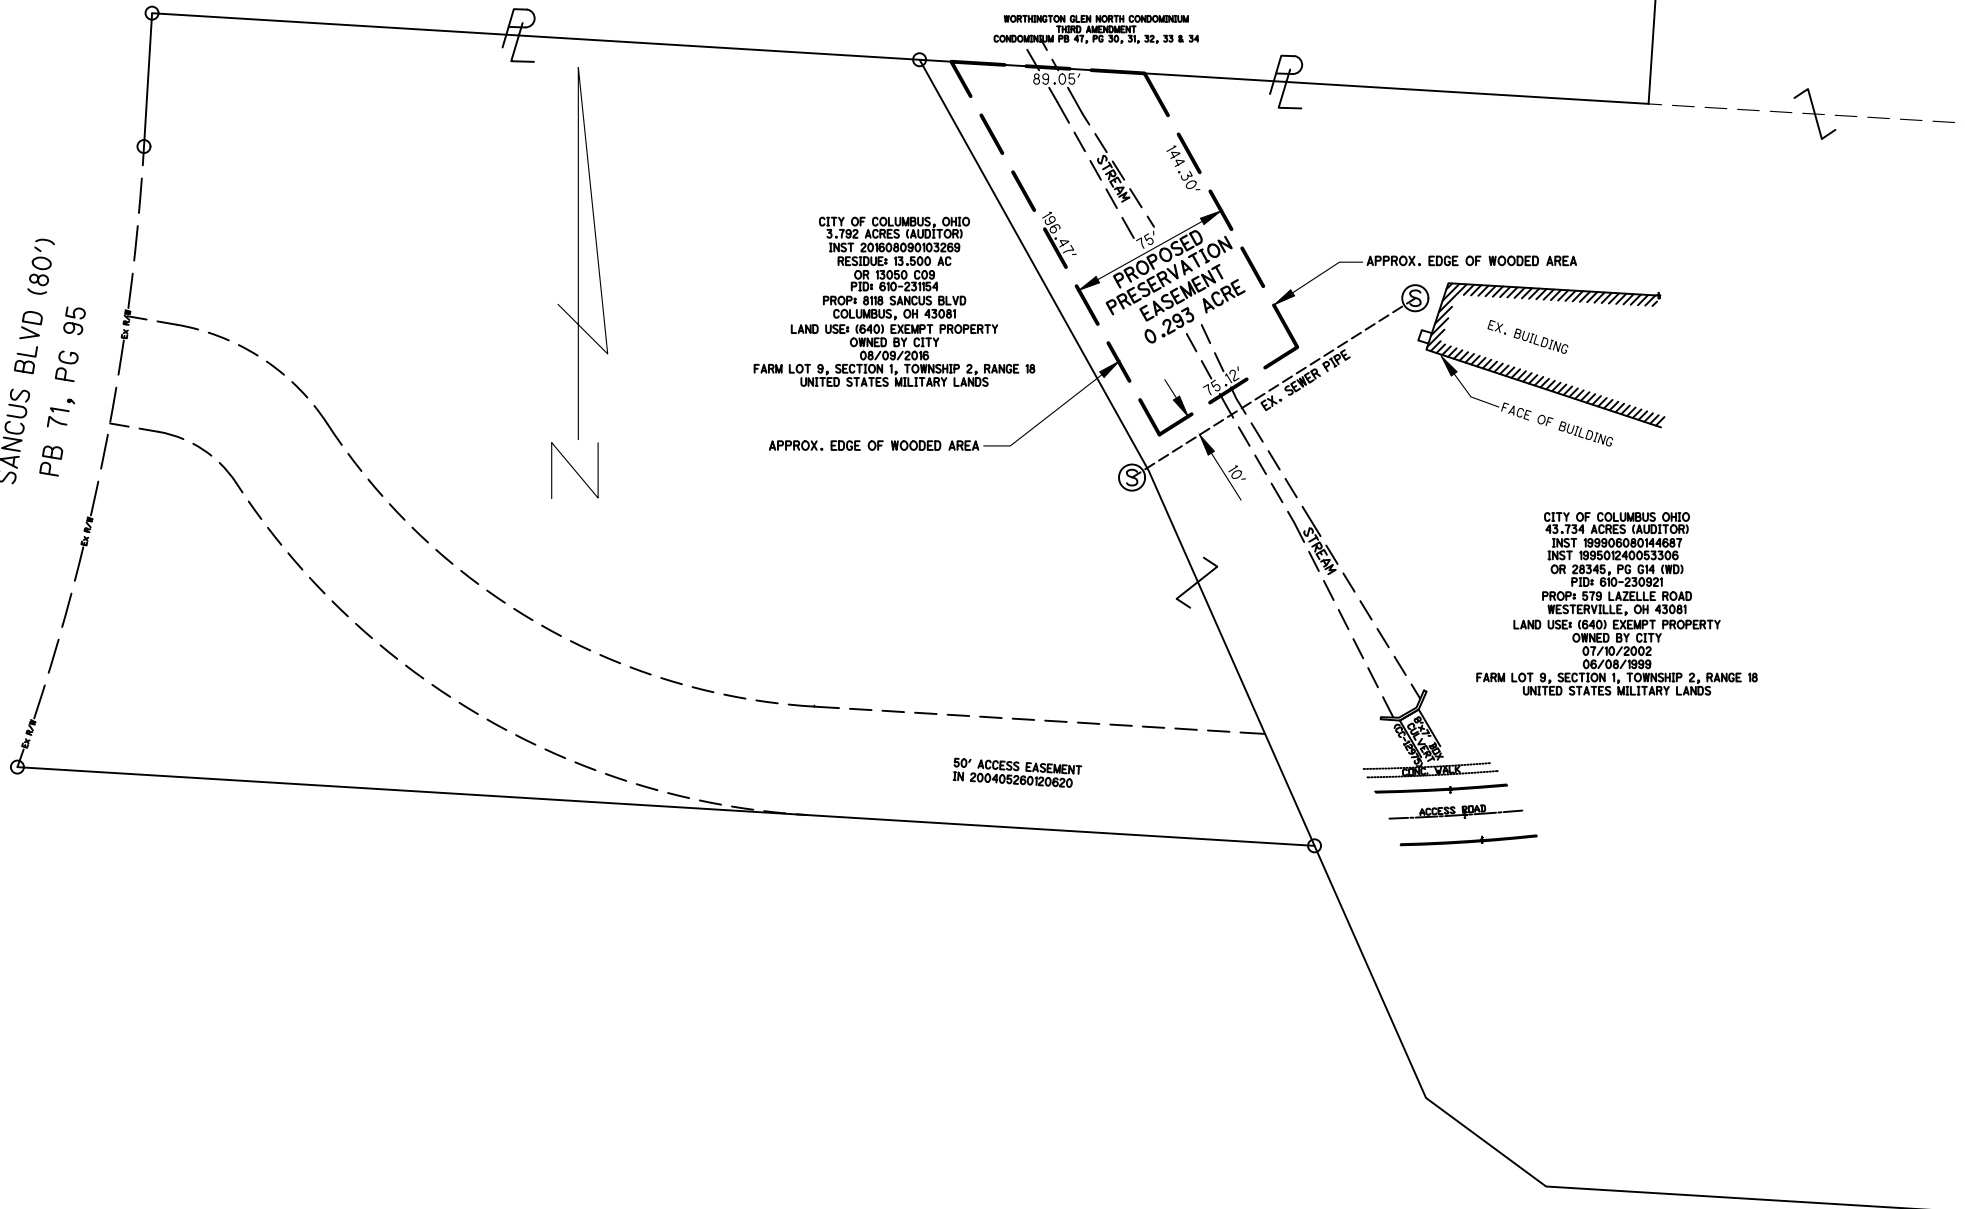 WORTHINGTON GLEN NORTH CONDOMINIUM
THIRD AMENDMENT
CONDOMINIUM PB 47, PG 30, 31, 32, 33 & 34
PL
PL
89.05'
STREAM
144.30'
196.47'
75'
PROPOSED
PRESERVATION
EASEMENT
0.293 ACRE
75.12'
CITY OF COLUMBUS, OHIO
3.792 ACRES (AUDITOR)
INST 201608090103269
RESIDUE: 13.500 AC
OR 13050 C09
PID: 610-231154
PROP: 8118 SANCUS BLVD
COLUMBUS, OH 43081
LAND USE: (640) EXEMPT PROPERTY
OWNED BY CITY
08/09/2016
FARM LOT 9, SECTION 1, TOWNSHIP 2, RANGE 18
UNITED STATES MILITARY LANDS
APPROX. EDGE OF WOODED AREA
APPROX. EDGE OF WOODED AREA
S
EX. BUILDING
FACE OF BUILDING
EX. SEWER PIPE
S
10'
N
SANCUS BLVD (80')
PB 71, PG 95
Ex R/W
Ex R/W
Ex R/W
STREAM
CITY OF COLUMBUS OHIO
43.734 ACRES (AUDITOR)
INST 199906080144687
INST 199501240053306
OR 28345, PG G14 (WD)
PID: 610-230921
PROP: 579 LAZELLE ROAD
WESTERVILLE, OH 43081
LAND USE: (640) EXEMPT PROPERTY
OWNED BY CITY
07/10/2002
06/08/1999
FARM LOT 9, SECTION 1, TOWNSHIP 2, RANGE 18
UNITED STATES MILITARY LANDS
8'x7' BOX
CULVERT
CONC. WALK
ACCESS ROAD
50' ACCESS EASEMENT
IN 200405260120620